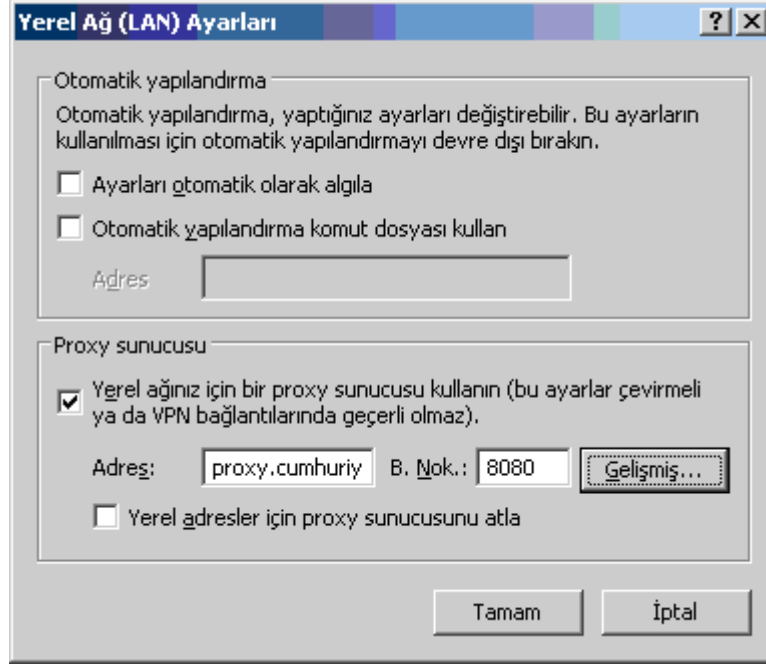 Yerel Ağ (LAN) Ayarları
Otomatik yapılandırma
Otomatik yapılandırma, yaptığınız ayarları değiştirebilir. Bu ayarların
kullanılması için otomatik yapılandırmayı devre dışı bırakın.
Ayarları otomatik olarak algıla
Otomatik yapılandırma komut dosyası kullan
Adres
Proxy sunucusu
Yerel ağınız için bir proxy sunucusu kullanın (bu ayarlar çevirmeli
ya da VPN bağlantılarında geçerli olmaz).
Adres: proxy.cumhuriy B. Nok.: 8080 Gelişmiş...
Yerel adresler için proxy sunucusunu atla
Tamam İptal